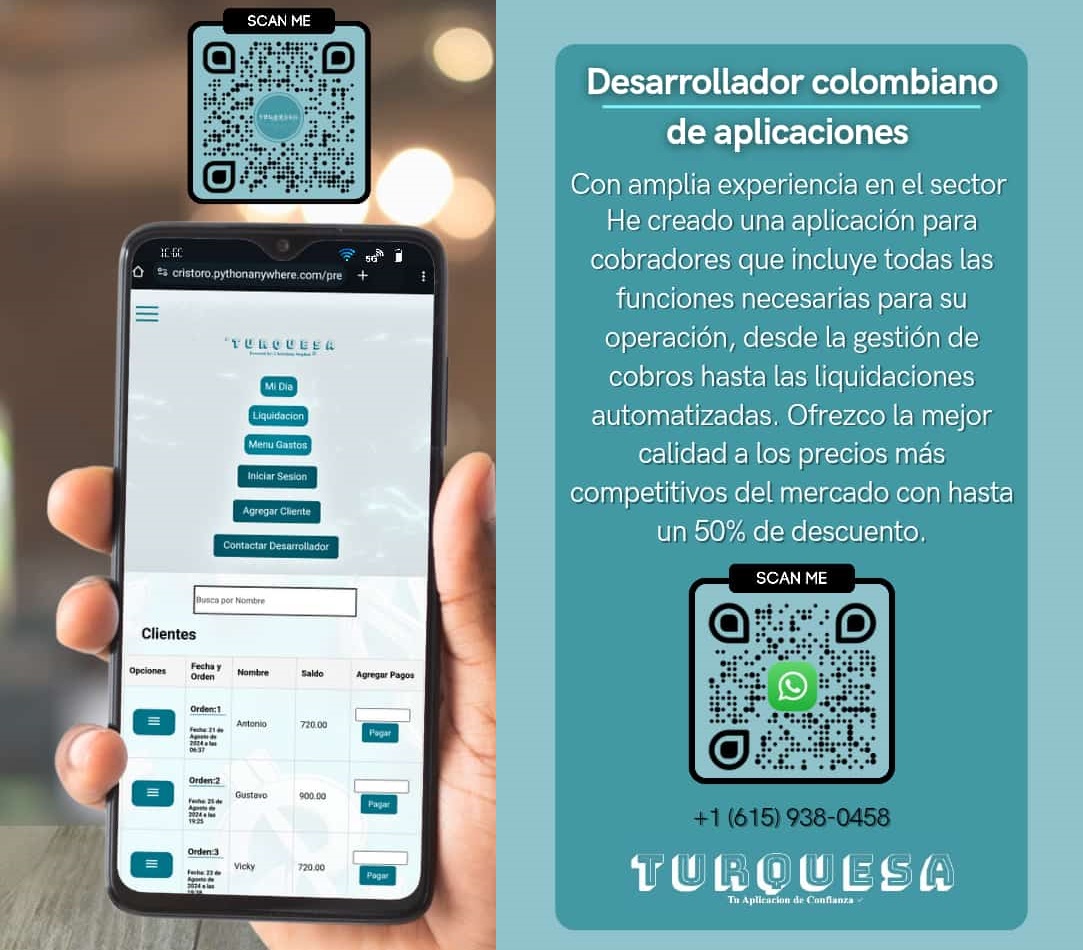 SCAN ME
TURQUESA
5G
cristoro.pythonanywhere.com/pre
TURQUESA
Mi Dia
Liquidacion
Menu Gastos
Iniciar Sesion
Agregar Cliente
Contactar Desarrollador
Busca por Nombre
Clientes
Opciones Fecha y Orden Nombre Saldo Agregar Pagos
Orden:1
Fecha: 21 de
Agosto de
2024 a las
06:37
Antonio 720.00 Pagar
Orden:2
Fecha: 25 de
Agosto de
2024 a las
19:25
Gustavo 900.00 Pagar
Orden:3
Fecha: 22 de
Agosto de
2024 a las
Vicky 720.00 Pagar
Desarrollador colombiano
de aplicaciones
Con amplia experiencia en el sector
He creado una aplicación para
cobradores que incluye todas las
funciones necesarias para su
operación, desde la gestión de
cobros hasta las liquidaciones
automatizadas. Ofrezco la mejor
calidad a los precios más
competitivos del mercado con hasta
un 50% de descuento.
SCAN ME
+1 (615) 938-0458
TURQUESA
Tu Aplicacion de Confianza